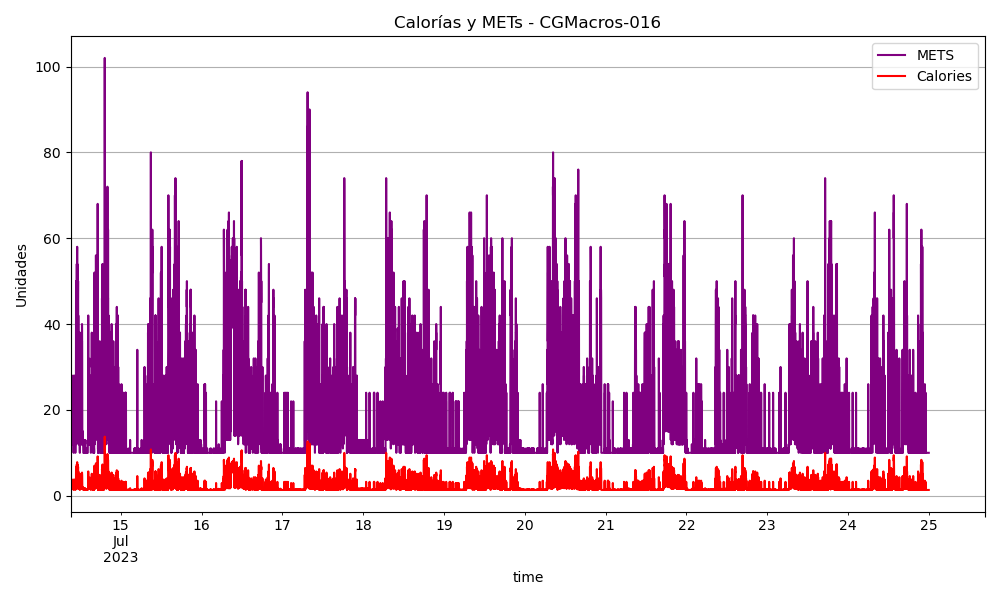 Calorías y METs - CGMacros-016
METS
Calories
Unidades
100
80
60
40
20
0
15 16 17 18 19 20 21 22 23 24 25
Jul
2023
time